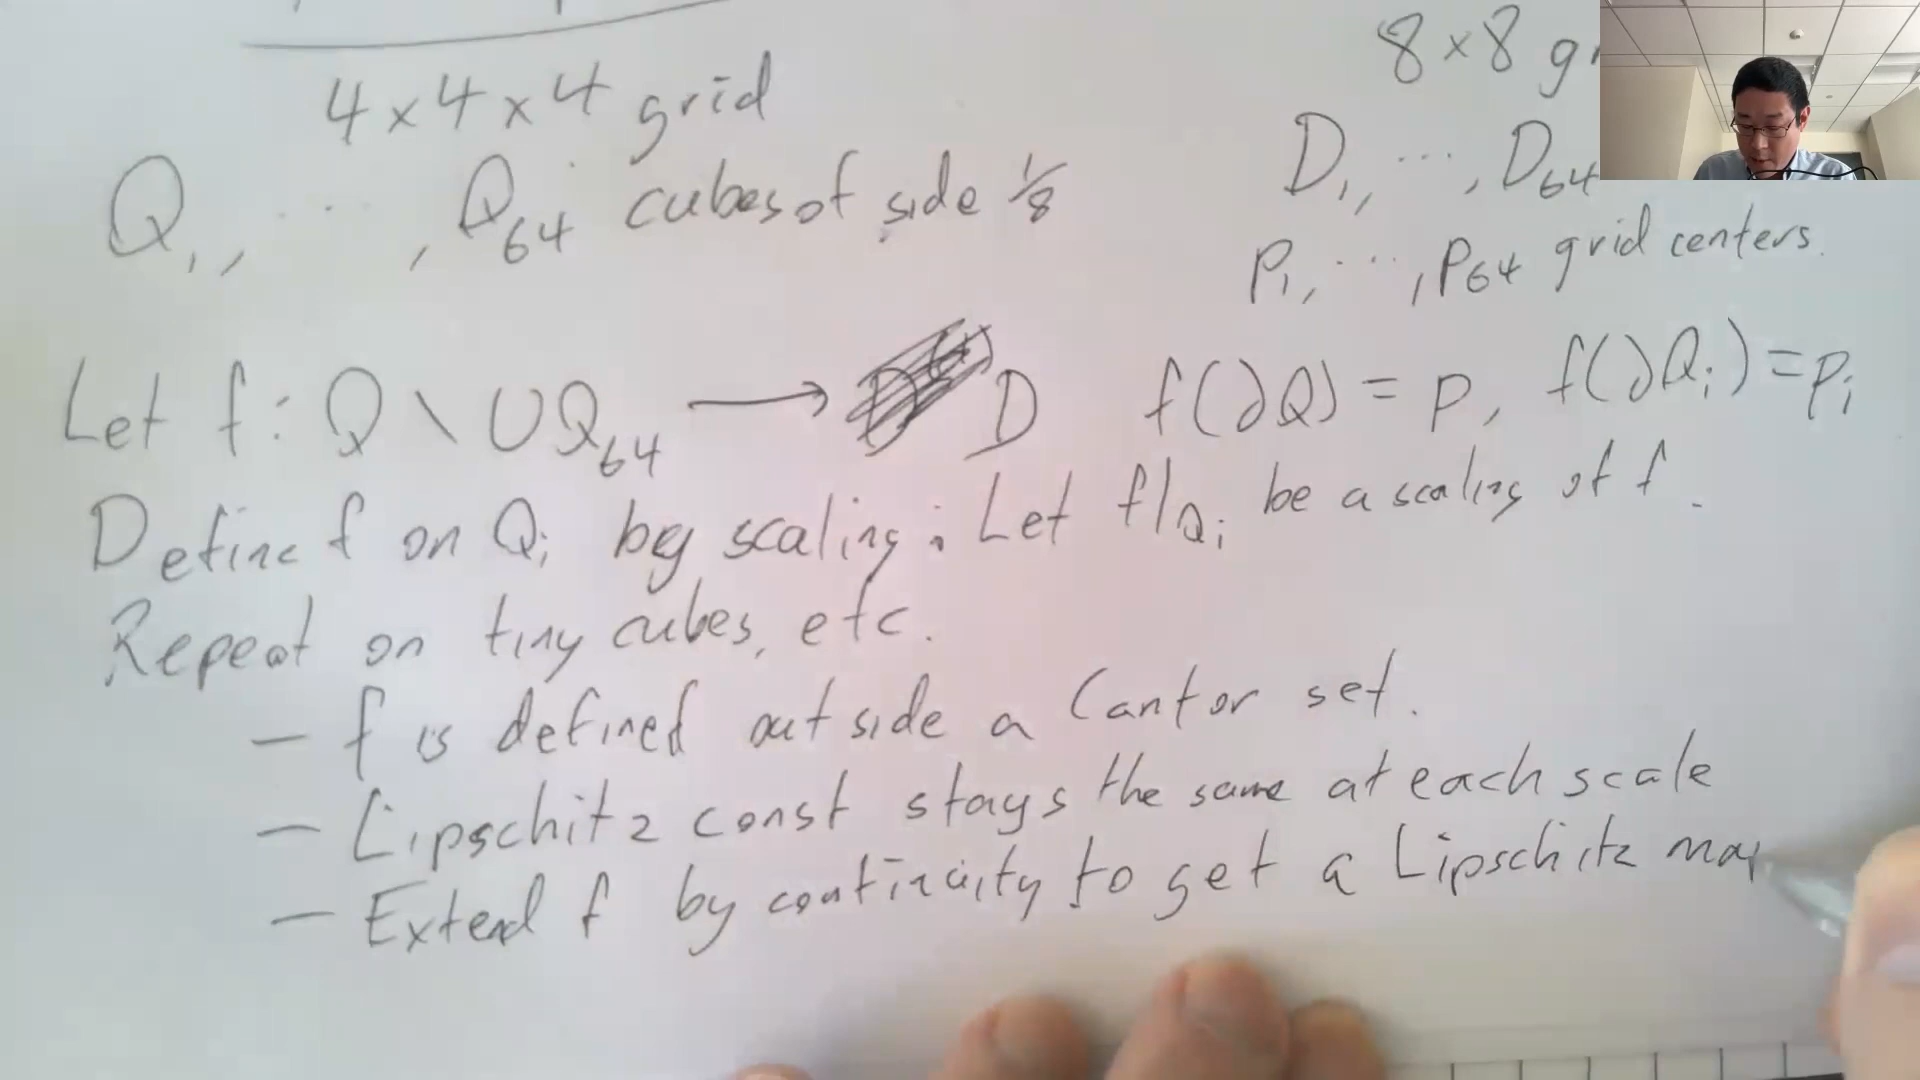 4×4×4 grid
8×8
Q₁, ..., Q₆₄ cubes of side 1/8
D₁, ..., D₆₄
p₁, ..., p₆₄ grid centers.
Let f : Q \ ∪Q₆₄ → D f(∂Q) = p, f(∂Qᵢ) = pᵢ
Define f on Qᵢ by scaling: Let f|Qᵢ be a scaling of f.
Repeat on tiny cubes, etc.
– f is defined outside a Cantor set.
– Lipschitz const stays the same at each scale
– Extend f by continuity to get a Lipschitz map